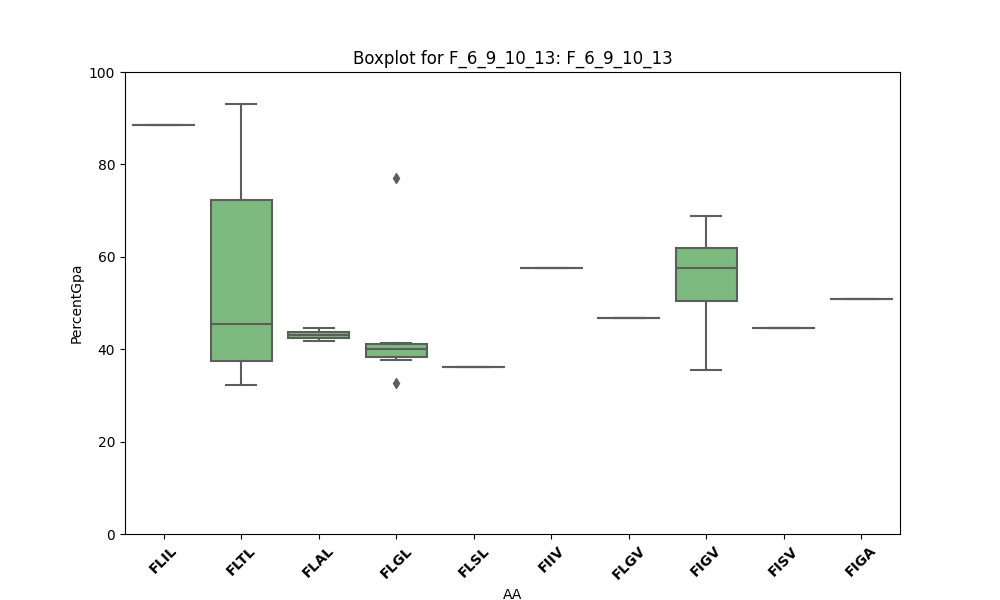 Boxplot for F_6_9_10_13: F_6_9_10_13
100
80
60
40
20
0
PercentGpa
FLIL
FLTL
FLAL
FLGL
FLSL
FIIV
FLGV
FIGV
FISV
FIGA
AA